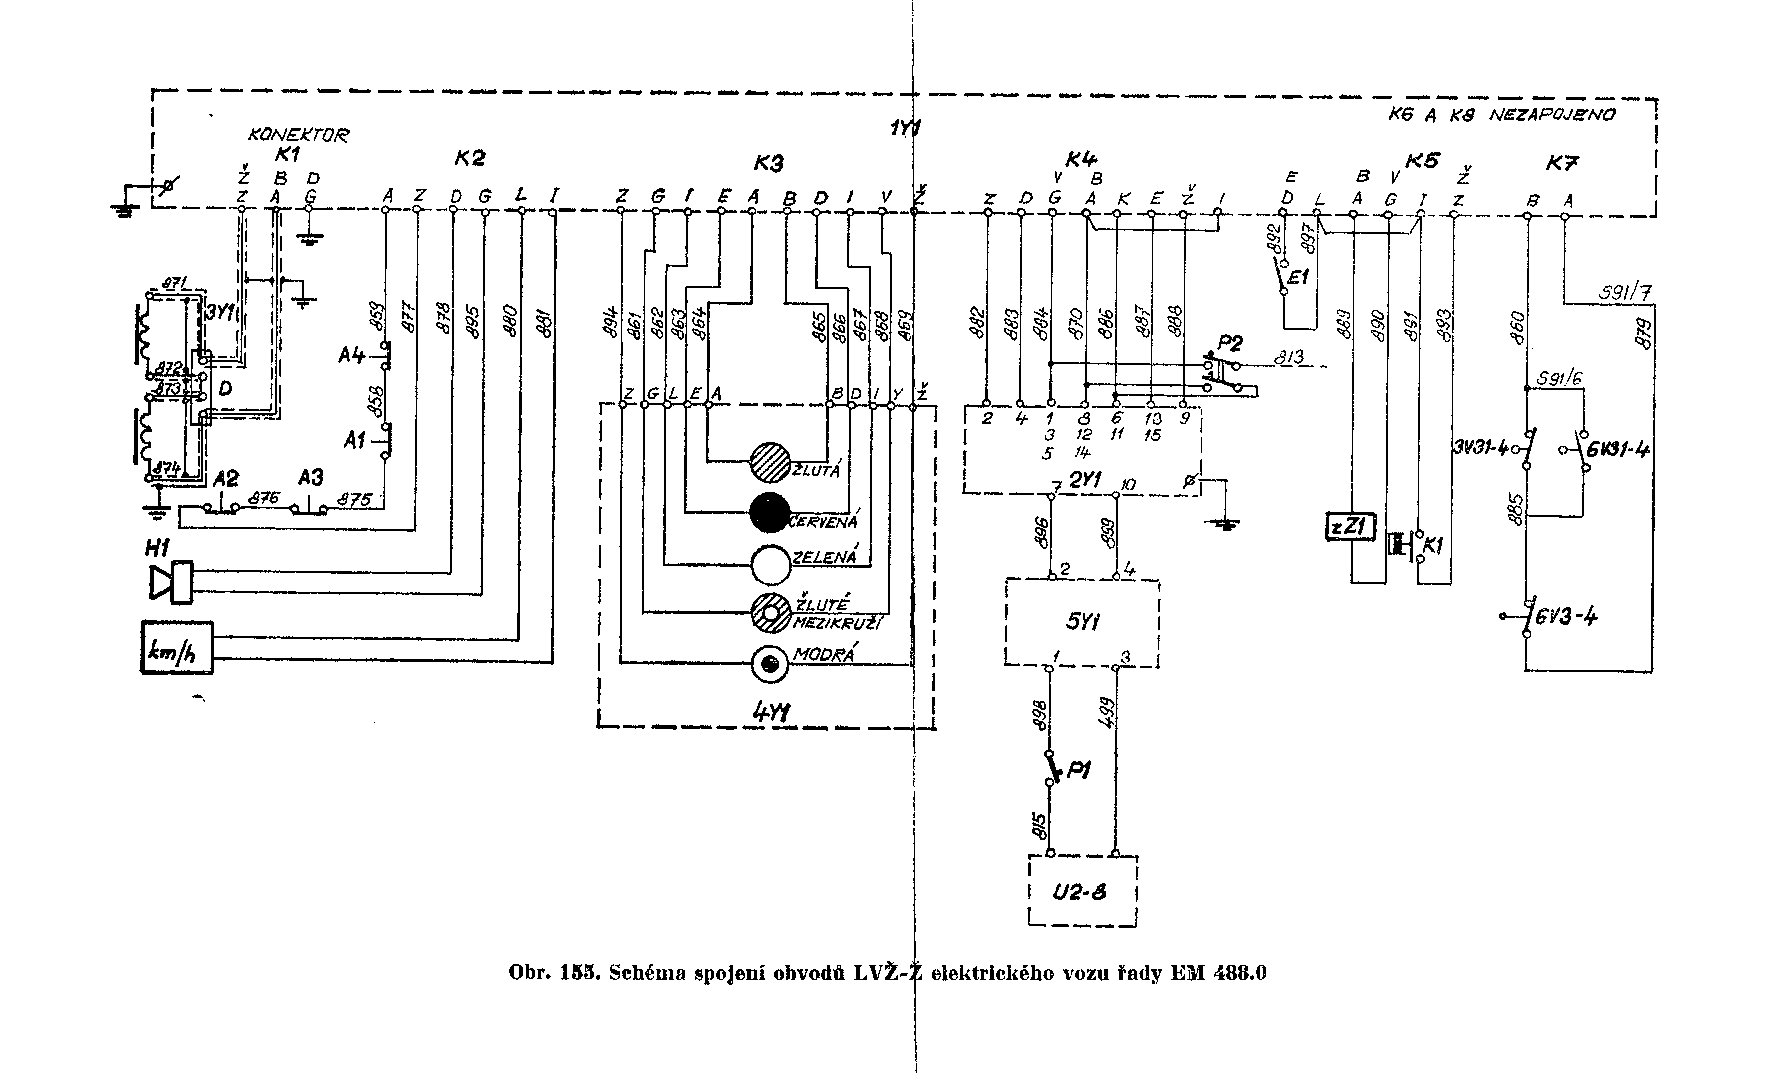 K6 A K8 NEZAPOJENO
KONEKTOR
1Y1
K1
K2
K3
K4
K5
K7
Ž B D
V B
E B V Ž
Z A G
A Z D G L I
Z G I E A B D I V Ž
Z D G A K E Ž I
D L A G I Z
B A
871
3Y1
872
873
D
874
859
877
878
895
880
881
A4
858
A1
A2
A3
876
875
H1
km/h
894
861
862
863
864
865
866
867
868
869
Z G L E A B D I Y Ž
ŽLUTÁ
ČERVENÁ
ZELENÁ
ŽLUTÉ
MEZIKRUŽÍ
MODRÁ
4Y1
882
883
884
870
886
887
888
P2
813
2 4 1 8 6 13 9
3 12 11 15
5 14
7 2Y1 10
896
899
2 4
5Y1
1 3
898
499
P1
815
U2-8
892
897
E1
889
890
891
893
zZ1
K1
S91/7
860
879
S91/6
3V31-4
6V31-4
885
6V3-4
Obr. 155. Schéma spojení obvodů LVŽ-Ž elektrického vozu řady EM 488.0